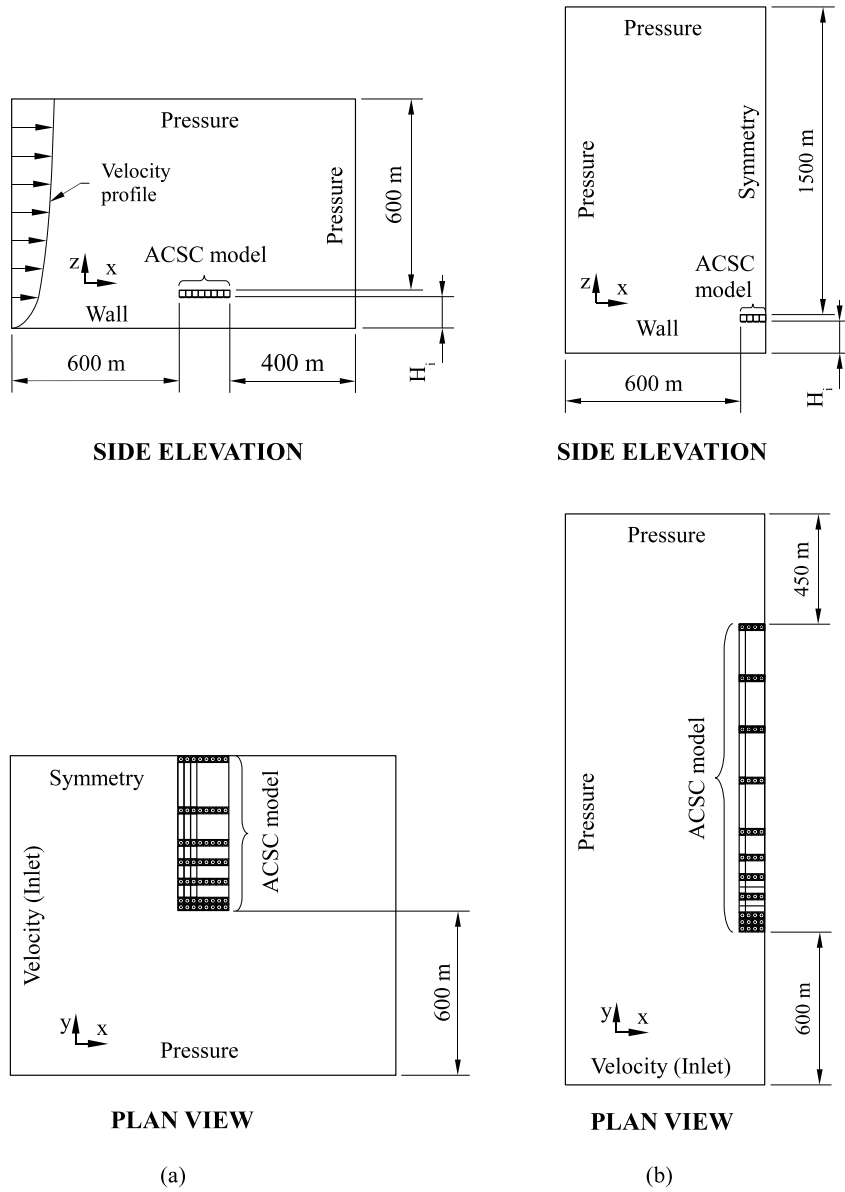 Pressure
Velocity
profile
Pressure
600 m
ACSC model
z
x
Wall
600 m
400 m
H i
SIDE ELEVATION
Pressure
Pressure
Symmetry
1500 m
ACSC
model
z
x
Wall
600 m
H i
SIDE ELEVATION
Symmetry
Velocity (Inlet)
ACSC model
600 m
y
x
Pressure
PLAN VIEW
(a)
Pressure
450 m
ACSC model
Pressure
600 m
y
x
Velocity (Inlet)
PLAN VIEW
(b)